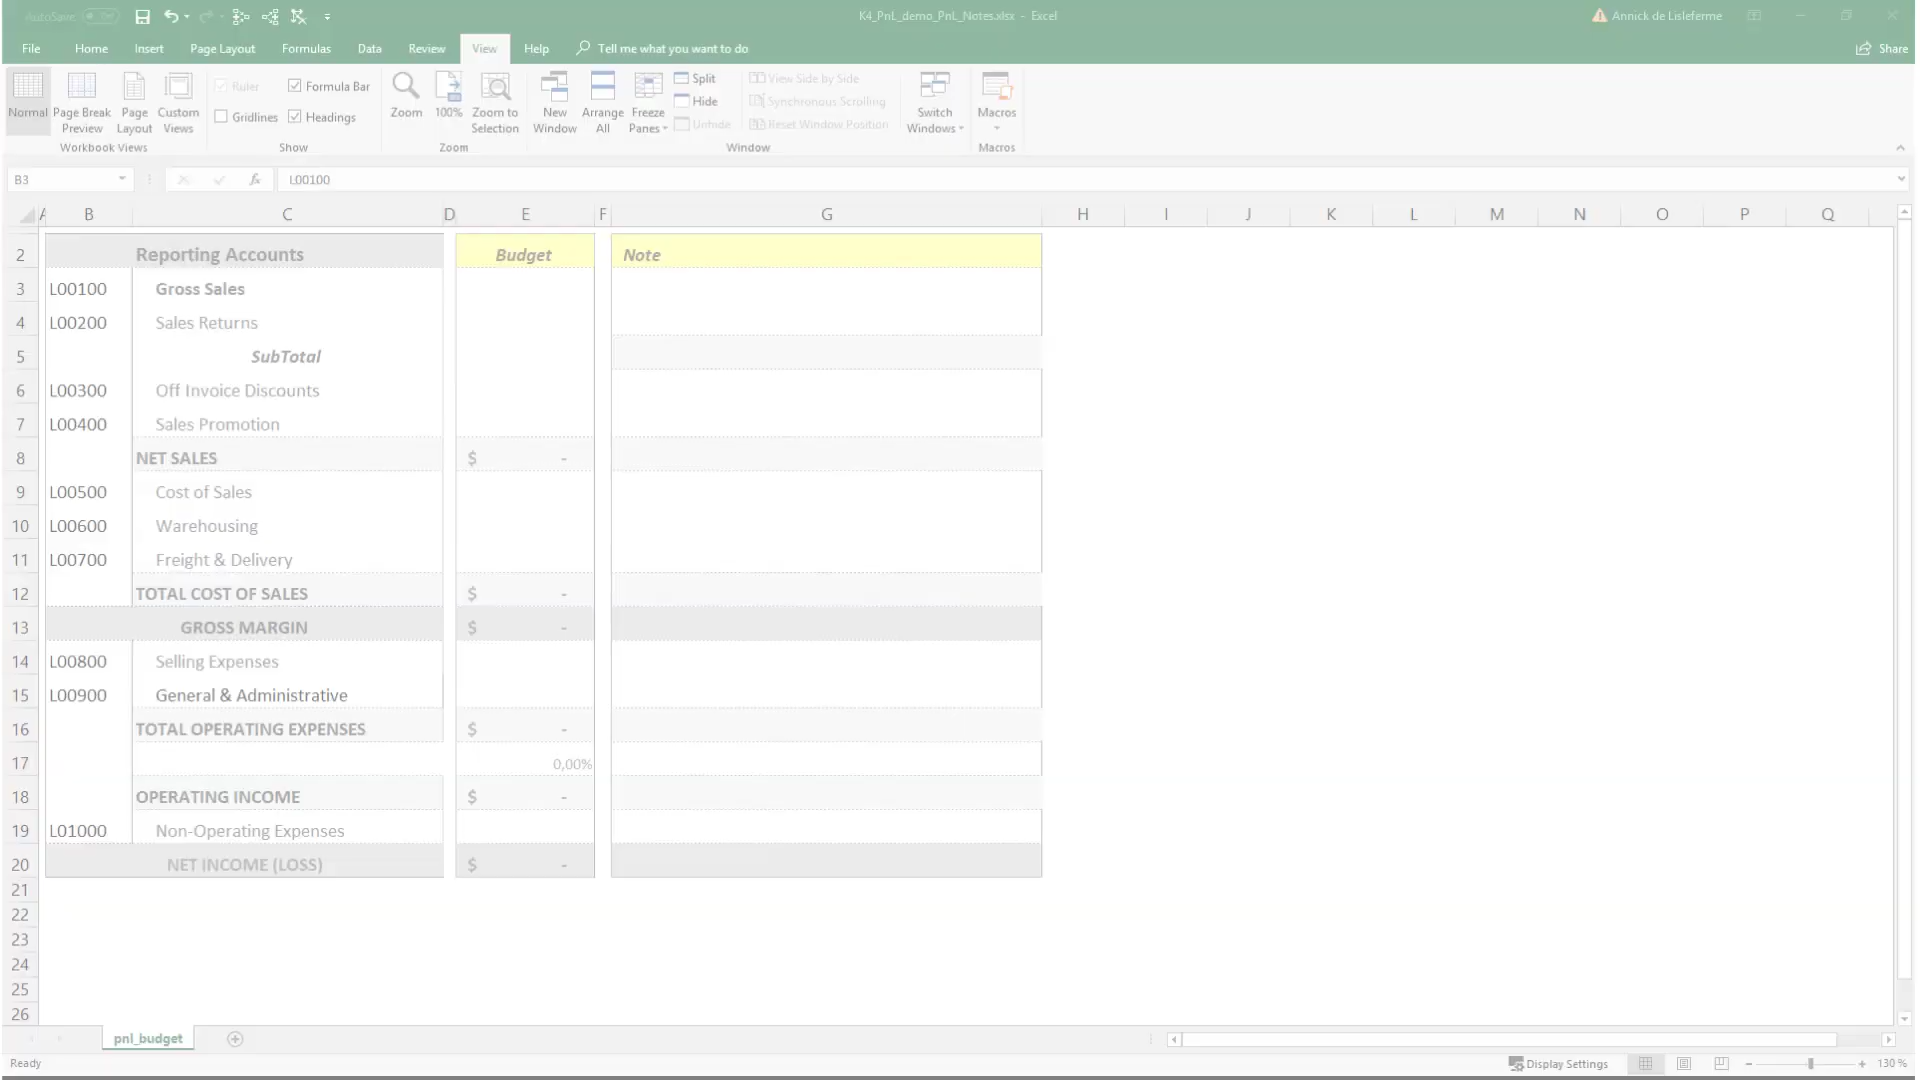 AutoSave
K4_PnL_demo_PnL_Notes.xlsx - Excel
Annick de Lisleferme
File Home Insert Page Layout Formulas Data Review View Help Tell me what you want to do
Share
Normal
Page Break Preview
Page Layout
Custom Views
Workbook Views
Ruler
Formula Bar
Gridlines
Headings
Show
Zoom
100%
Zoom to Selection
Zoom
New Window
Arrange All
Freeze Panes
Split
Hide
Unhide
View Side by Side
Synchronous Scrolling
Reset Window Position
Switch Windows
Window
Macros
Macros
B3 fx L00100
A B C D E F G H I J K L M N O P Q
2 Reporting Accounts Budget Note
3 L00100 Gross Sales
4 L00200 Sales Returns
5 SubTotal
6 L00300 Off Invoice Discounts
7 L00400 Sales Promotion
8 NET SALES $ -
9 L00500 Cost of Sales
10 L00600 Warehousing
11 L00700 Freight & Delivery
12 TOTAL COST OF SALES $ -
13 GROSS MARGIN $ -
14 L00800 Selling Expenses
15 L00900 General & Administrative
16 TOTAL OPERATING EXPENSES $ -
17 0,00%
18 OPERATING INCOME $ -
19 L01000 Non-Operating Expenses
20 NET INCOME (LOSS) $ -
21
22
23
24
25
26
pnl_budget
Ready
Display Settings
130 %